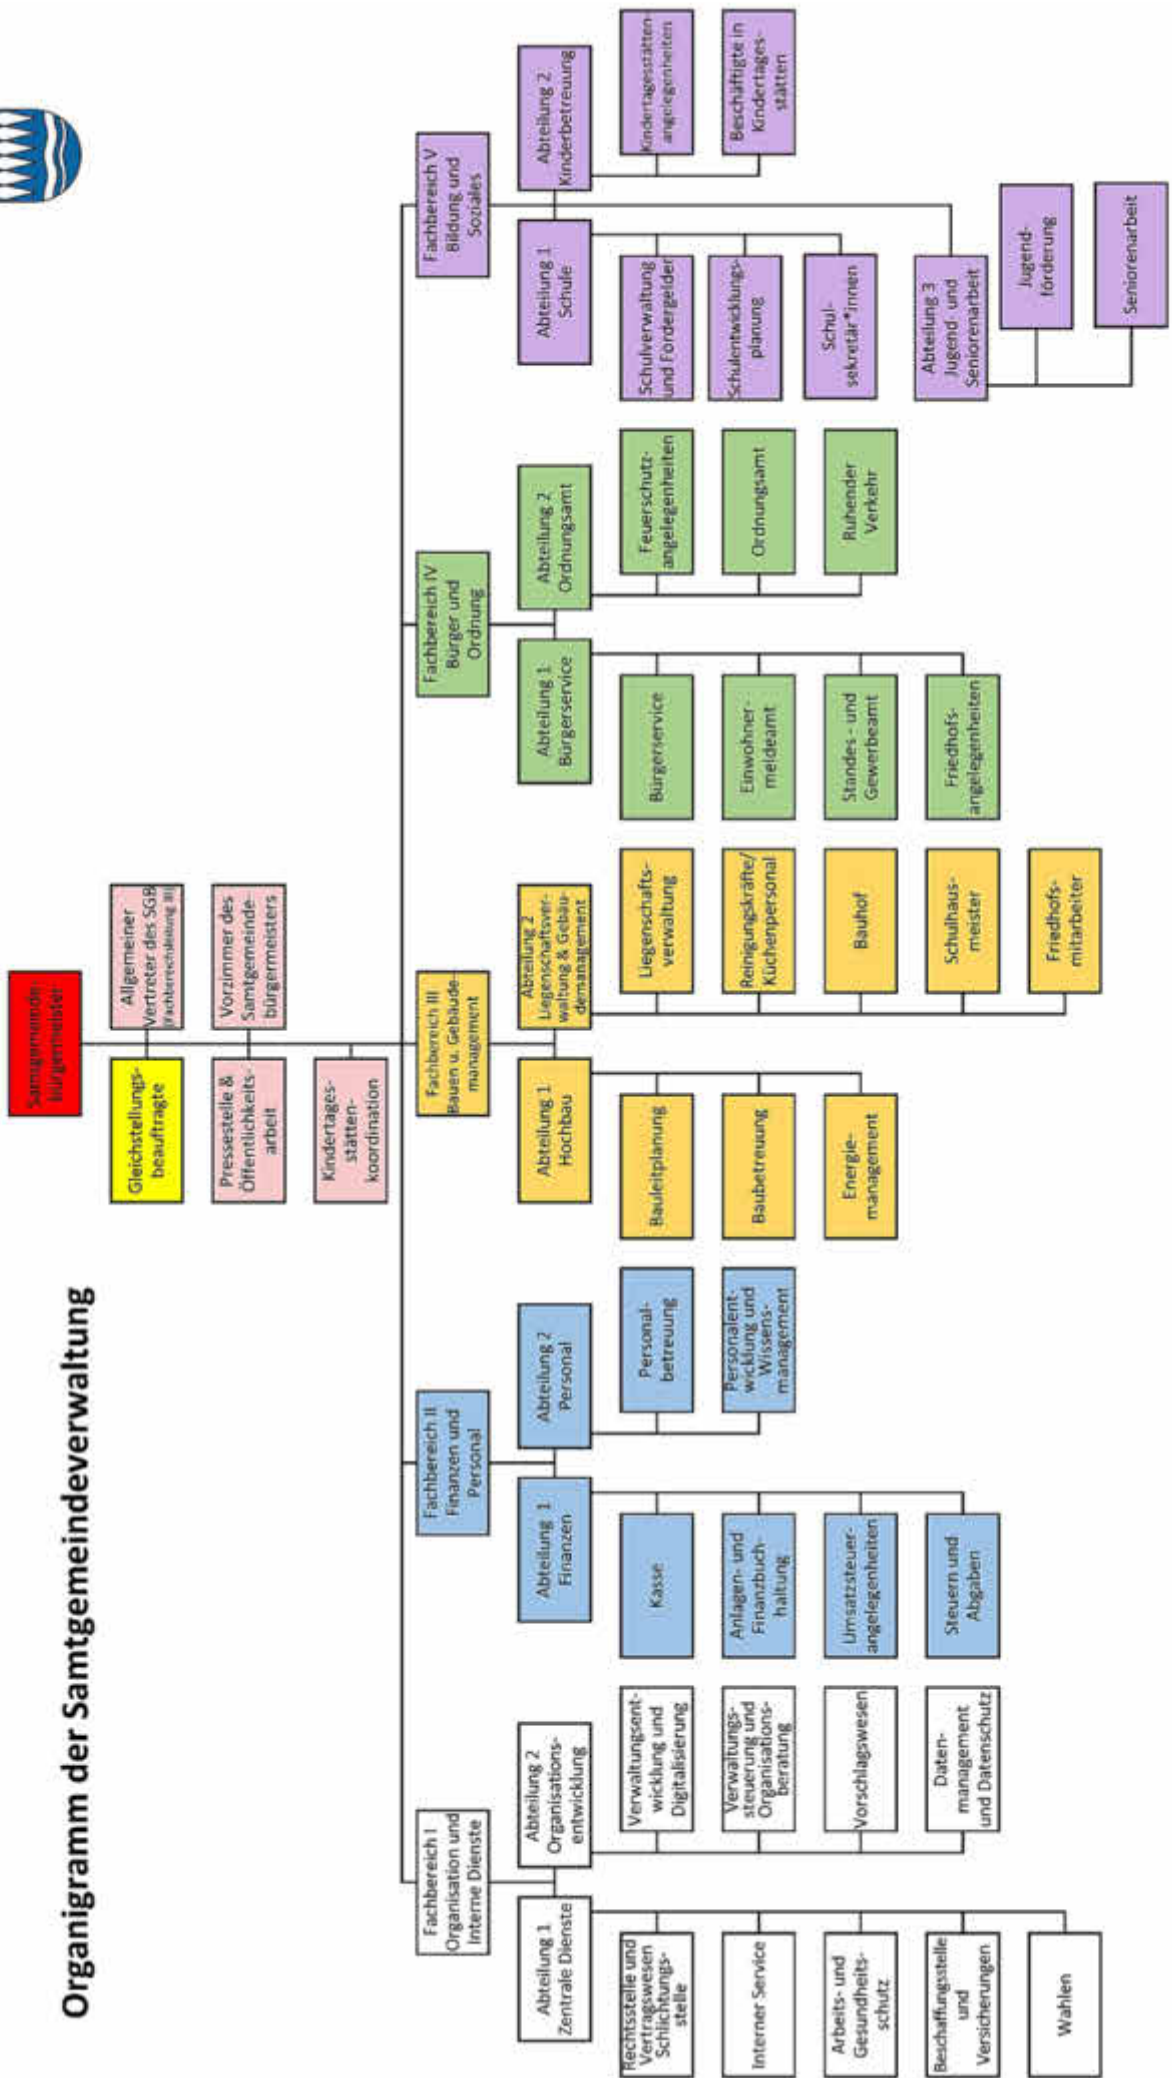 Organigramm der Samtgemeindeverwaltung
Samtgemeinde-
bürgermeister
Gleichstellungs-
beauftragte
Allgemeiner
Vertreter des SGB
(Fachbereichsleitung III)
Pressestelle &
Öffentlichkeits-
arbeit
Vorzimmer des
Samtgemeinde-
bürgermeisters
Kindertages-
stätten-
koordination
Fachbereich I
Organisation und
Interne Dienste
Abteilung 1
Zentrale Dienste
Rechtsstelle und
Vertragswesen
Schlichtungs-
stelle
Interner Service
Arbeits- und
Gesundheits-
schutz
Beschaffungsstelle
und
Versicherungen
Wahlen
Abteilung 2
Organisations-
entwicklung
Verwaltungsent-
wicklung und
Digitalisierung
Verwaltungs-
steuerung und
Organisations-
beratung
Vorschlagswesen
Daten-
management
und Datenschutz
Fachbereich II
Finanzen und
Personal
Abteilung 1
Finanzen
Kasse
Anlagen- und
Finanzbuch-
haltung
Umsatzsteuer-
angelegenheiten
Steuern und
Abgaben
Abteilung 2
Personal
Personal-
betreuung
Personalent-
wicklung und
Wissens-
management
Fachbereich III
Bauen u. Gebäude-
management
Abteilung 1
Hochbau
Bauleitplanung
Baubetreuung
Energie-
management
Abteilung 2
Liegenschaftsver-
waltung & Gebäu-
demanagement
Liegenschafts-
verwaltung
Reinigungskräfte/
Küchenpersonal
Bauhof
Schulhaus-
meister
Friedhofs-
mitarbeiter
Fachbereich IV
Bürger und
Ordnung
Abteilung 1
Bürgerservice
Bürgerservice
Einwohner-
meldeamt
Standes - und
Gewerbeamt
Friedhofs-
angelegenheiten
Abteilung 2
Ordnungsamt
Feuerschutz-
angelegenheiten
Ordnungsamt
Ruhender
Verkehr
Fachbereich V
Bildung und
Soziales
Abteilung 1
Schule
Schulverwaltung
und Fördergelder
Schulentwicklungs-
planung
Schul-
sekretär*innen
Abteilung 2
Kinderbetreuung
Kindertagesstätten-
angelegenheiten
Beschäftigte in
Kindertages-
stätten
Abteilung 3
Jugend- und
Seniorenarbeit
Jugend-
förderung
Seniorenarbeit